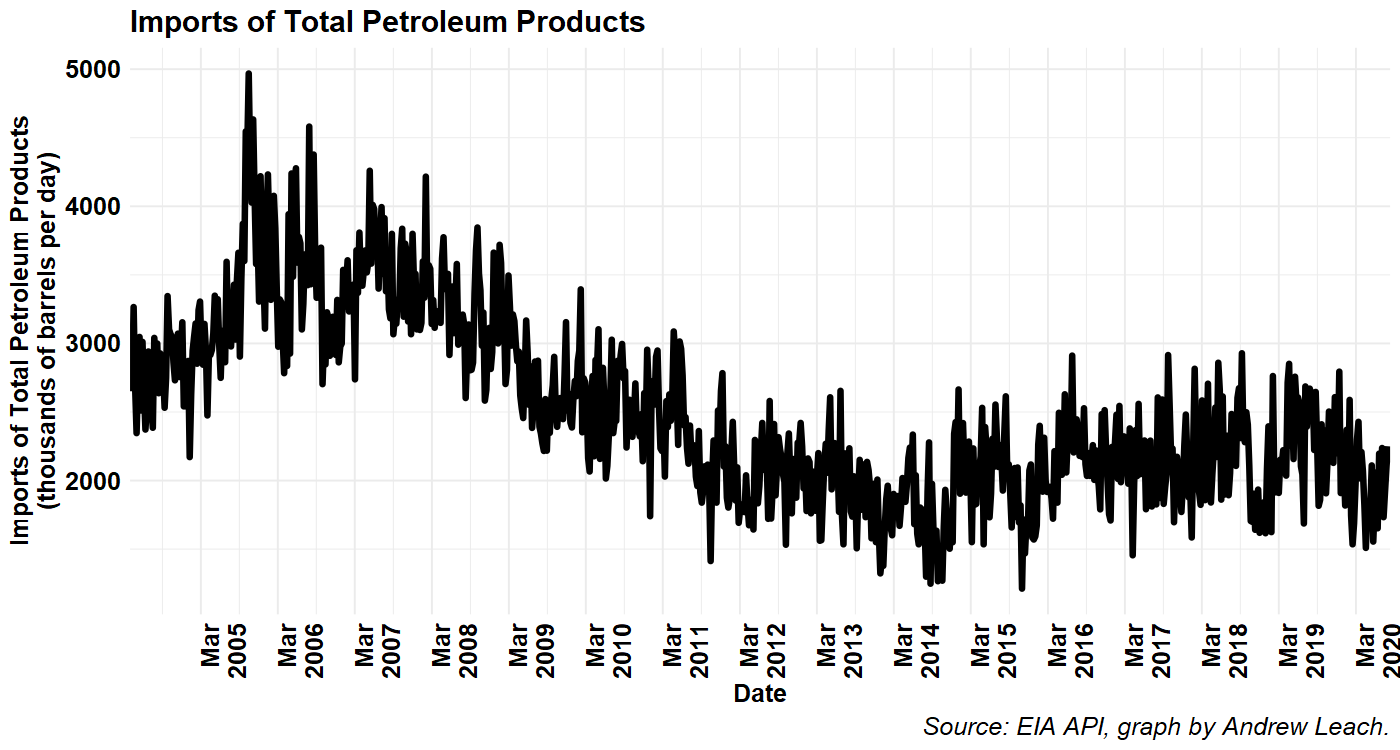 Imports of Total Petroleum Products
Imports of Total Petroleum Products
(thousands of barrels per day)
5000
4000
3000
2000
Mar
2005
Mar
2006
Mar
2007
Mar
2008
Mar
2009
Mar
2010
Mar
2011
Mar
2012
Mar
2013
Mar
2014
Mar
2015
Mar
2016
Mar
2017
Mar
2018
Mar
2019
Mar
2020
Date
Source: EIA API, graph by Andrew Leach.